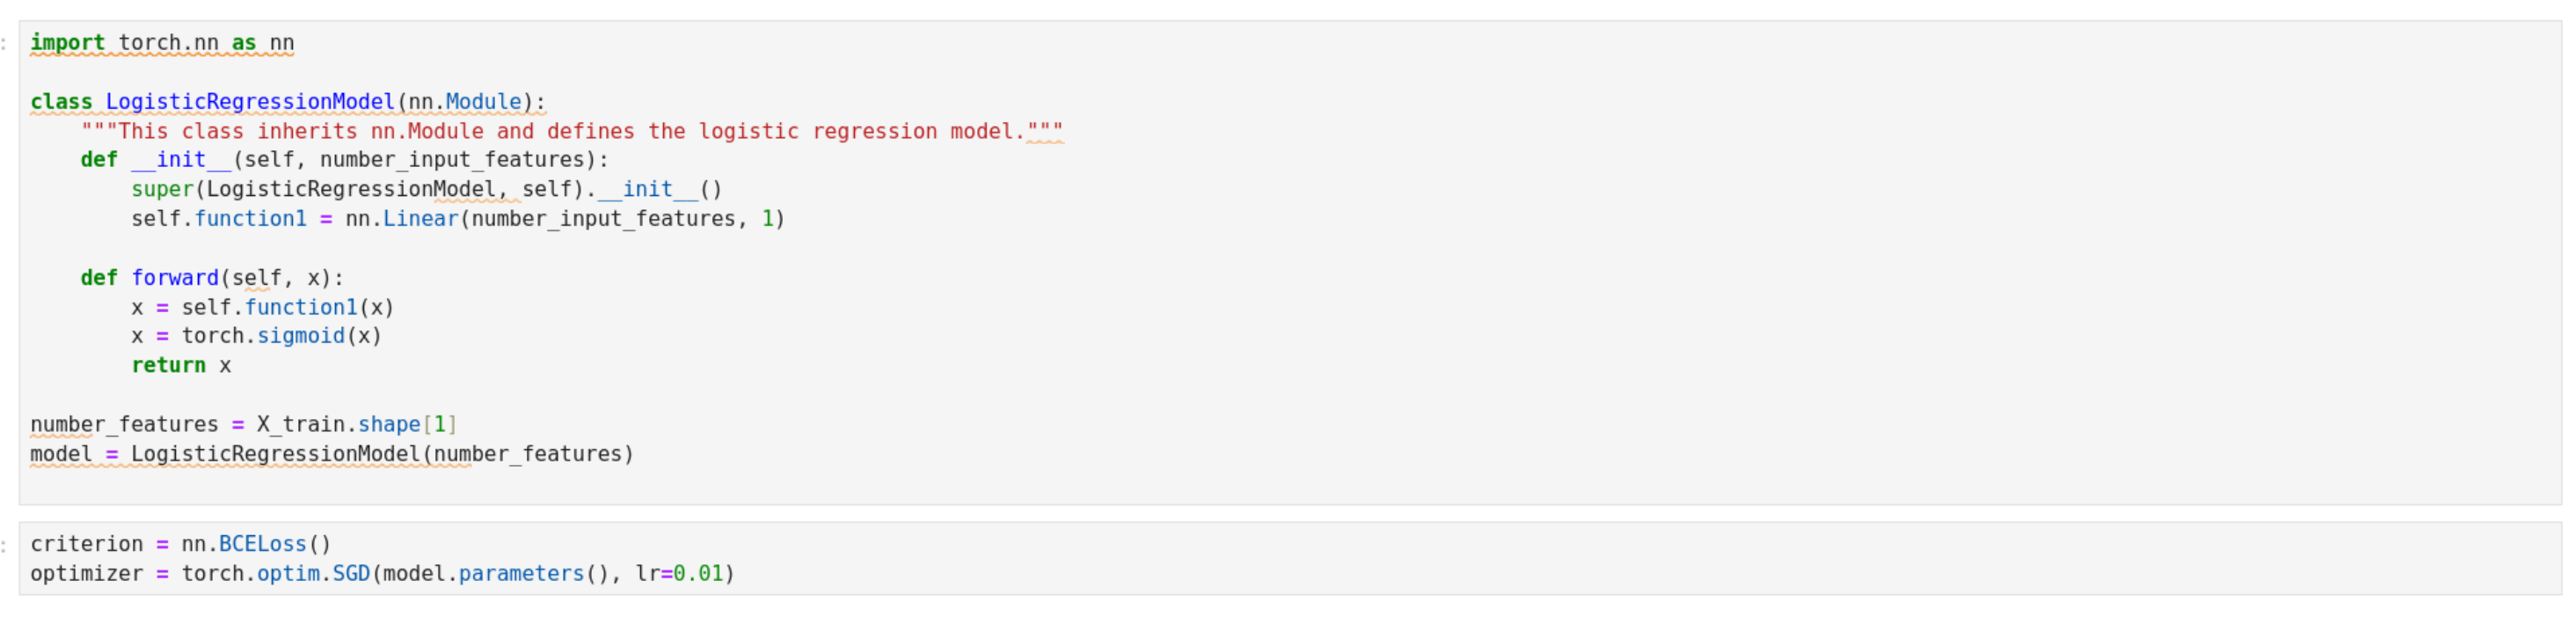 import torch.nn as nn
class LogisticRegressionModel(nn.Module):
    """This class inherits nn.Module and defines the logistic regression model."""
    def __init__(self, number_input_features):
        super(LogisticRegressionModel, self).__init__()
        self.function1 = nn.Linear(number_input_features, 1)
    def forward(self, x):
        x = self.function1(x)
        x = torch.sigmoid(x)
        return x
number_features = X_train.shape[1]
model = LogisticRegressionModel(number_features)
criterion = nn.BCELoss()
optimizer = torch.optim.SGD(model.parameters(), lr=0.01)